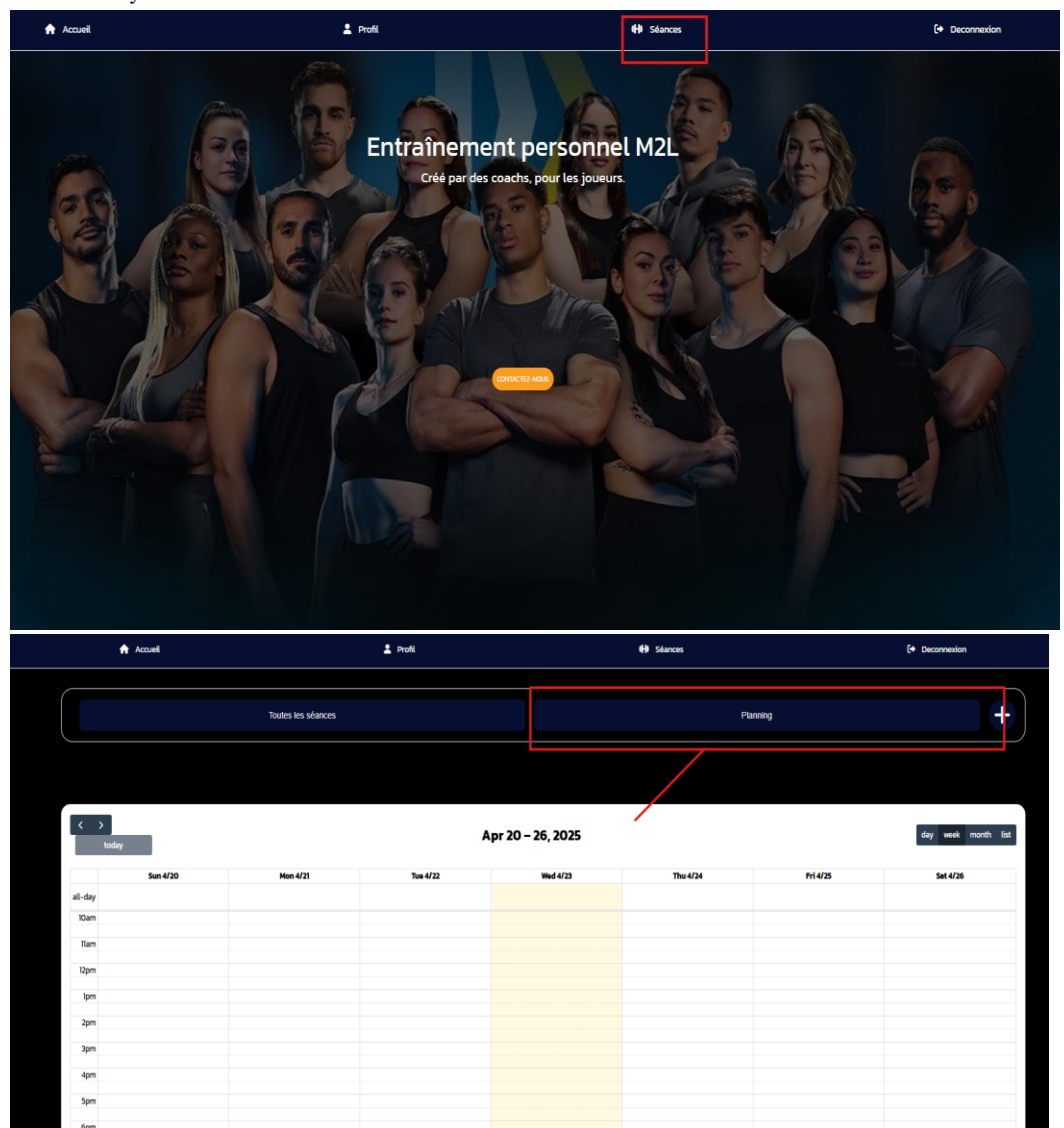 Accueil Profil Séances Deconnexion
Entraînement personnel M2L
Créé par des coachs, pour les joueurs.
CONTACTEZ-NOUS
Accueil Profil Séances Deconnexion
Toutes les séances Planning
today
Apr 20 – 26, 2025
day week month list
Sun 4/20 Mon 4/21 Tue 4/22 Wed 4/23 Thu 4/24 Fri 4/25 Sat 4/26
all-day
10am
11am
12pm
1pm
2pm
3pm
4pm
5pm
6pm